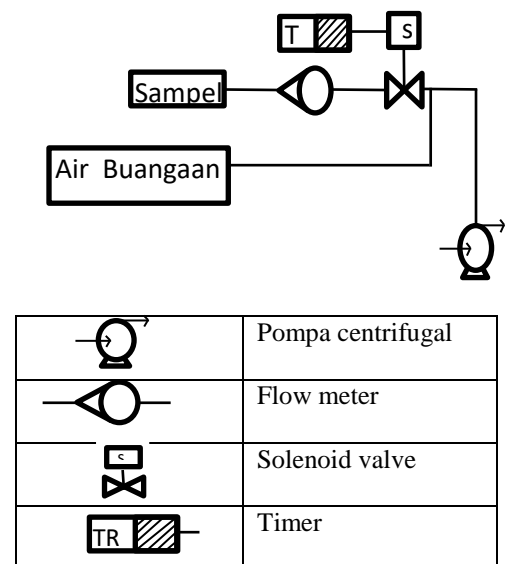 T
s
Sampel
Air Buangaan
Pompa centrifugal
Flow meter
s
Solenoid valve
TR
Timer